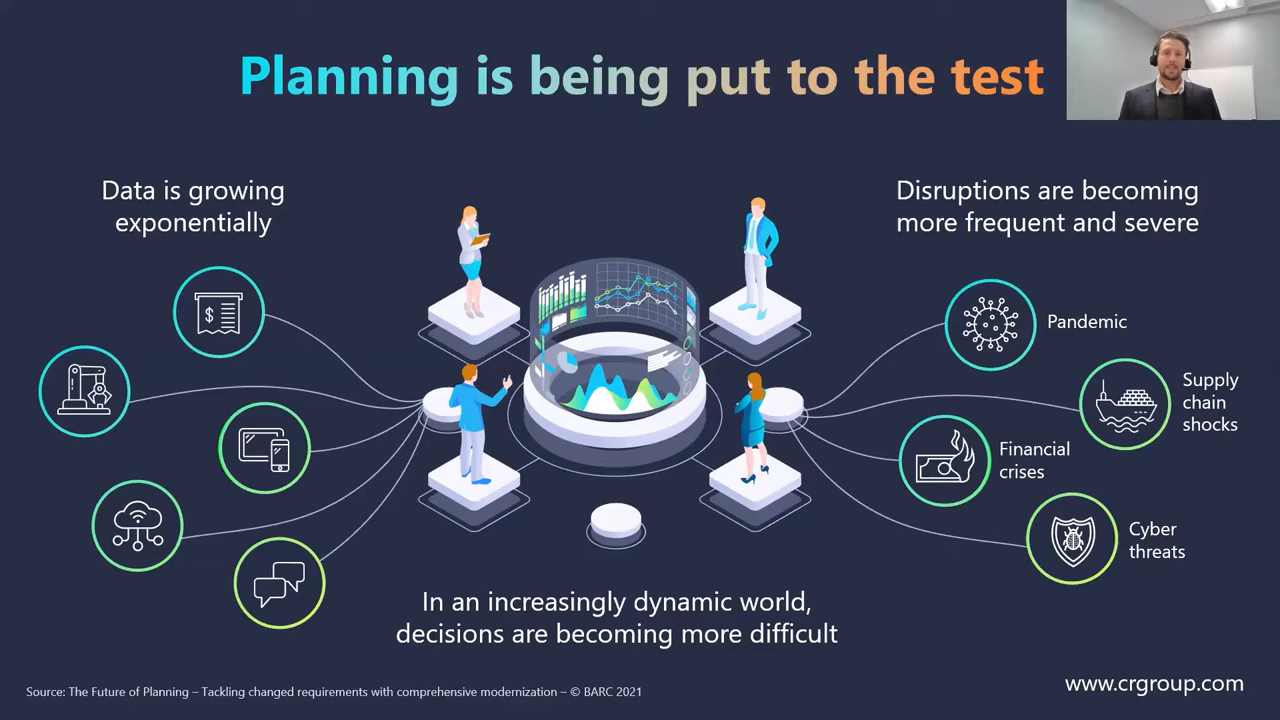 Planning is being put to the test
Data is growing
exponentially
Disruptions are becoming
more frequent and severe
$
Pandemic
Supply
chain
shocks
Financial
crises
Cyber
threats
In an increasingly dynamic world,
decisions are becoming more difficult
Source: The Future of Planning – Tackling changed requirements with comprehensive modernization – © BARC 2021
www.crgroup.com